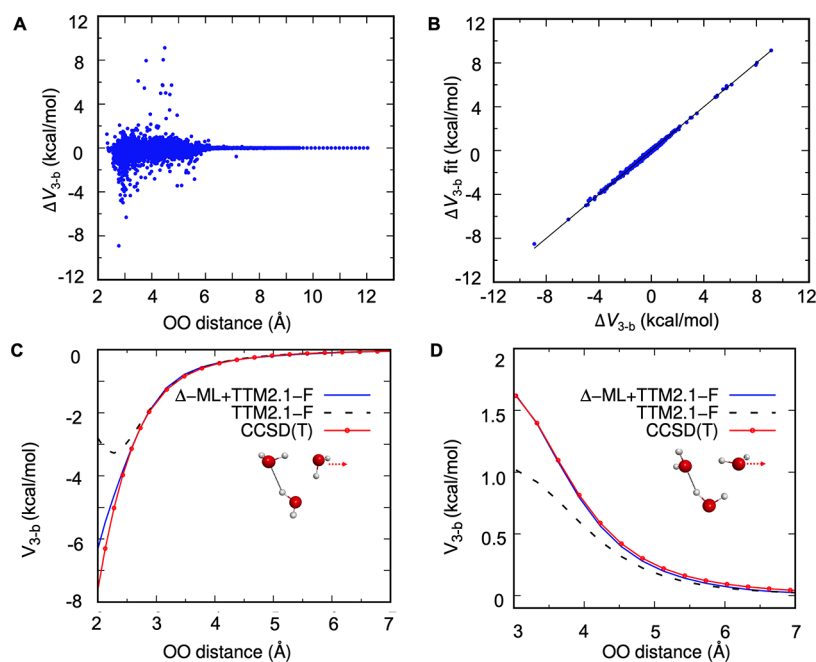 A
12
8
4
0
-4
-8
-12
ΔV3-b (kcal/mol)
2
4
6
8
10
12
OO distance (Å)
B
12
8
4
0
-4
-8
-12
ΔV3-b fit (kcal/mol)
-12
-8
-4
0
4
8
12
ΔV3-b (kcal/mol)
C
0
-2
-4
-6
-8
V3-b (kcal/mol)
Δ−ML+TTM2.1−F
TTM2.1−F
CCSD(T)
2
3
4
5
6
7
OO distance (Å)
D
2
1.5
1.0
0.5
0
V3-b (kcal/mol)
Δ−ML+TTM2.1−F
TTM2.1−F
CCSD(T)
3
4
5
6
7
OO distance (Å)